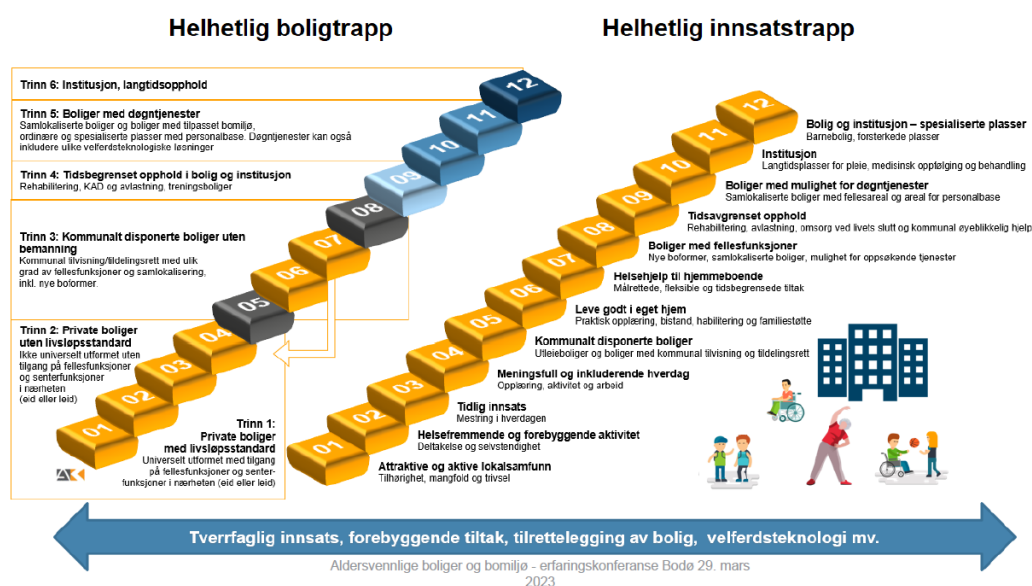 Helhetlig boligtrapp
Trinn 6: Institusjon, langtidsopphold
Trinn 5: Boliger med døgntjenester
Samlokaliserte boliger og boliger med tilpasset bomiljø,
ordinære og spesialiserte plasser med personalbase. Døgntjenester kan også
inkludere ulike velferdsteknologiske løsninger
Trinn 4: Tidsbegrenset opphold i bolig og institusjon
Rehabilitering, KAD og avlastning, treningsboliger
Trinn 3: Kommunalt disponerte boliger uten
bemanning
Kommunal tilvisning/tildelingsrett med ulik
grad av fellesfunksjoner og samlokalisering,
inkl. nye boformer.
Trinn 2: Private boliger
uten livsløpsstandard
Ikke universelt utformet uten
tilgang på fellesfunksjoner
og senterfunksjoner
i nærheten
(eid eller leid)
Trinn 1:
Private boliger
med livsløpsstandard
Universelt utformet med tilgang
på fellesfunksjoner og senter-
funksjoner i nærheten (eid eller leid)
12
11
10
09
08
07
06
05
04
03
02
01
Helhetlig innsatstrapp
12
Bolig og institusjon – spesialiserte plasser
Barnebolig, forsterkede plasser
11
Institusjon
Langtidsplasser for pleie, medisinsk oppfølging og behandling
10
Boliger med mulighet for døgntjenester
Samlokaliserte boliger med fellesareal og areal for personalbase
09
Tidsavgrenset opphold
Rehabilitering, avlastning, omsorg ved livets slutt og kommunal øyeblikkelig hjelp
08
Boliger med fellesfunksjoner
Nye boformer, samlokaliserte boliger, mulighet for oppsøkende tjenester
07
Helsehjelp til hjemmeboende
Målrettede, fleksible og tidsbegrensede tiltak
06
Leve godt i eget hjem
Praktisk opplæring, bistand, habilitering og familiestøtte
05
Kommunalt disponerte boliger
Utleieboliger og boliger med kommunal tilvisning og tildelingsrett
04
Meningsfull og inkluderende hverdag
Opplæring, aktivitet og arbeid
03
Tidlig innsats
Mestring i hverdagen
02
Helsefremmende og forebyggende aktivitet
Deltakelse og selvstendighet
01
Attraktive og aktive lokalsamfunn
Tilhørighet, mangfold og trivsel
Tverrfaglig innsats, forebyggende tiltak, tilrettelegging av bolig, velferdsteknologi mv.
Aldersvennlige boliger og bomiljø - erfaringskonferanse Bodø 29. mars
2023